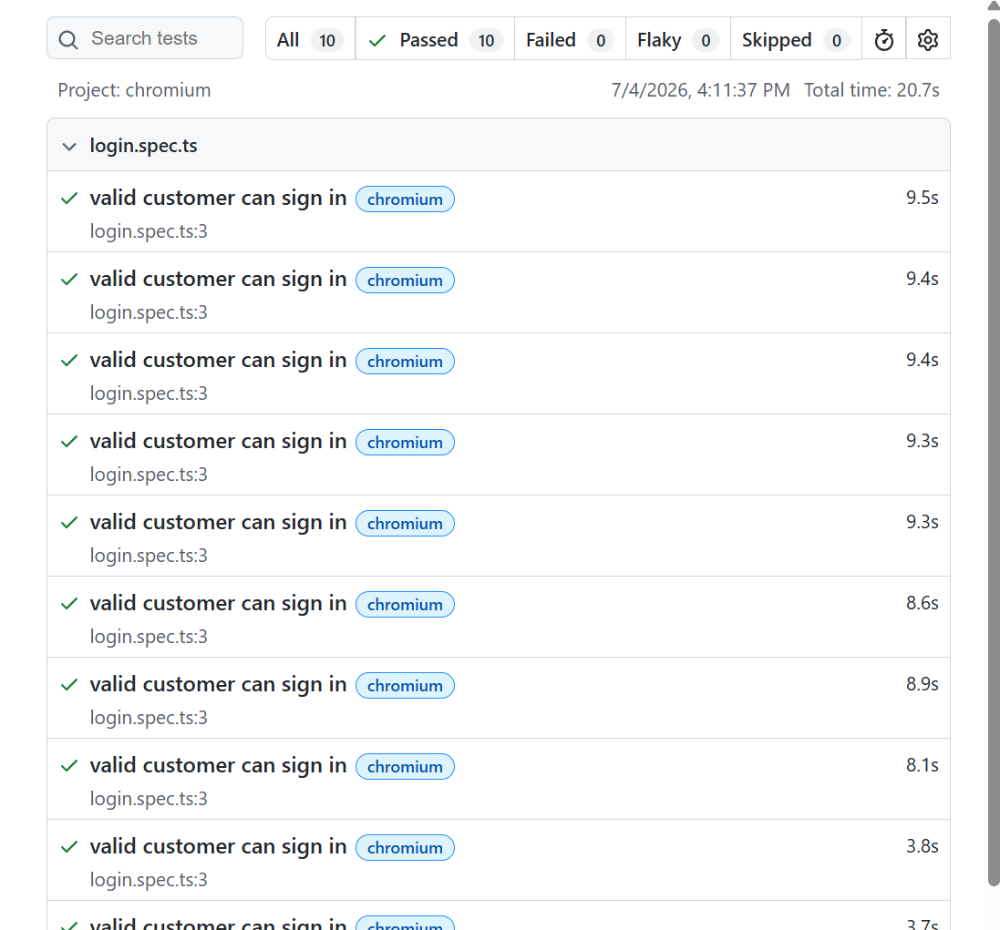 Search tests All 10 Passed 10 Failed 0 Flaky 0 Skipped 0
Project: chromium 7/4/2026, 4:11:37 PM Total time: 20.7s
login.spec.ts
valid customer can sign in chromium 9.5s
login.spec.ts:3
valid customer can sign in chromium 9.4s
login.spec.ts:3
valid customer can sign in chromium 9.4s
login.spec.ts:3
valid customer can sign in chromium 9.3s
login.spec.ts:3
valid customer can sign in chromium 9.3s
login.spec.ts:3
valid customer can sign in chromium 8.6s
login.spec.ts:3
valid customer can sign in chromium 8.9s
login.spec.ts:3
valid customer can sign in chromium 8.1s
login.spec.ts:3
valid customer can sign in chromium 3.8s
login.spec.ts:3
valid customer can sign in chromium 3.7s